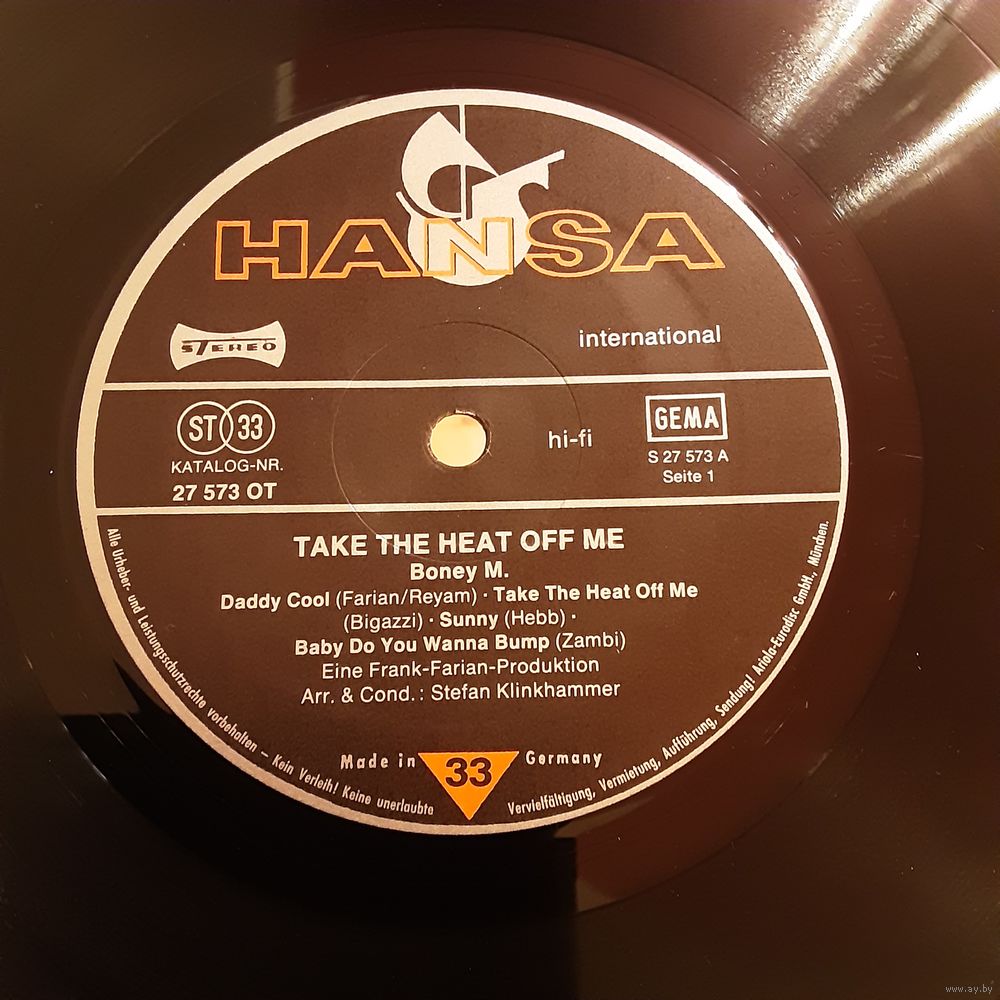 HANSA
STEREO
international
ST 33
KATALOG-NR.
27 573 OT
hi-fi
GEMA
S 27 573 A
Seite 1
TAKE THE HEAT OFF ME
Boney M.
Daddy Cool (Farian/Reyam) · Take The Heat Off Me
(Bigazzi) · Sunny (Hebb) ·
Baby Do You Wanna Bump (Zambi)
Eine Frank-Farian-Produktion
Arr. & Cond.: Stefan Klinkhammer
Made in 33 Germany
Alle Urheber- und Leistungsschutzrechte vorbehalten – Kein Verleih! Keine unerlaubte Vervielfältigung, Vermietung, Aufführung, Sendung! Ariola-Eurodisc GmbH., München.
www.ay.by